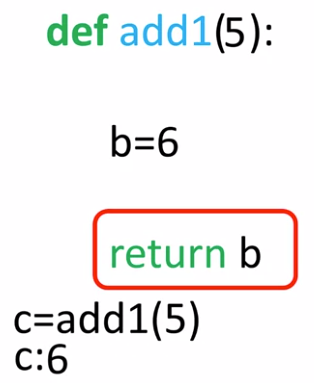 def add1(5):
b=6
return b
c=add1(5)
c:6